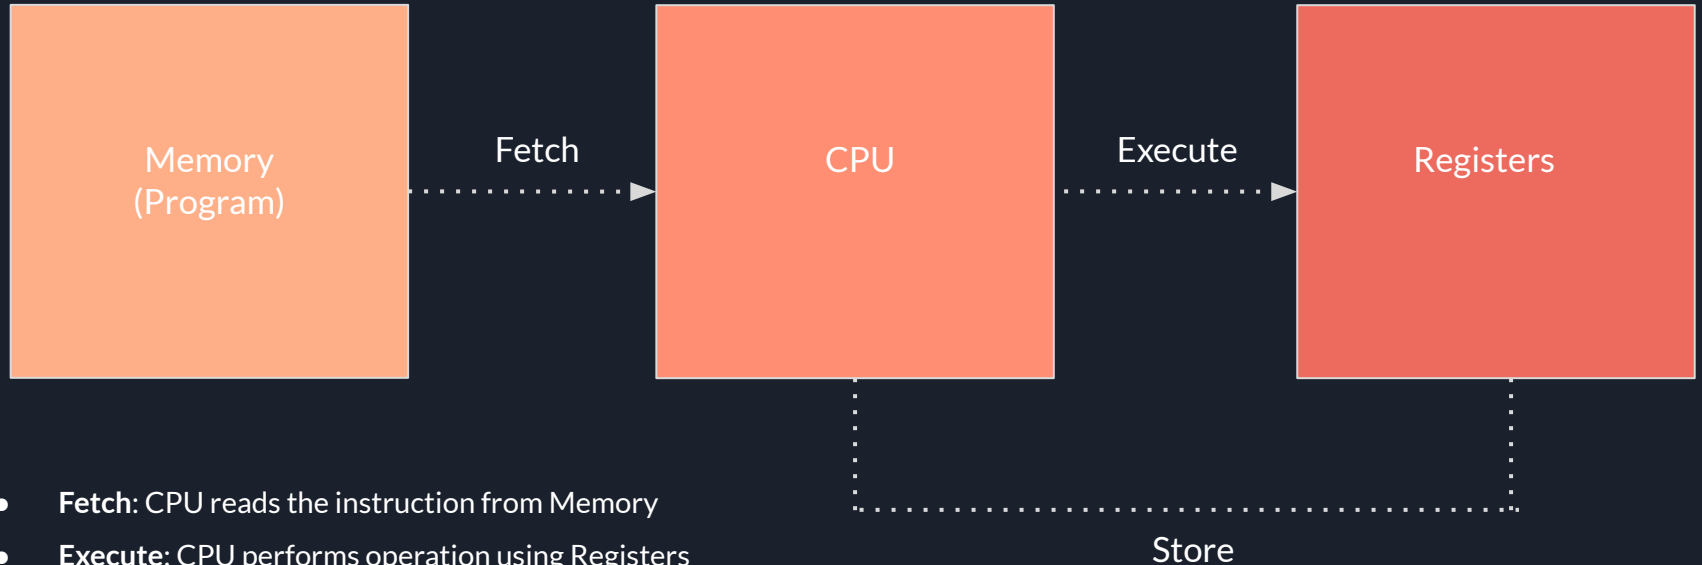 Memory
(Program)
Fetch
CPU
Execute
Registers
• Fetch: CPU reads the instruction from Memory
• Execute: CPU performs operation using Registers
Store